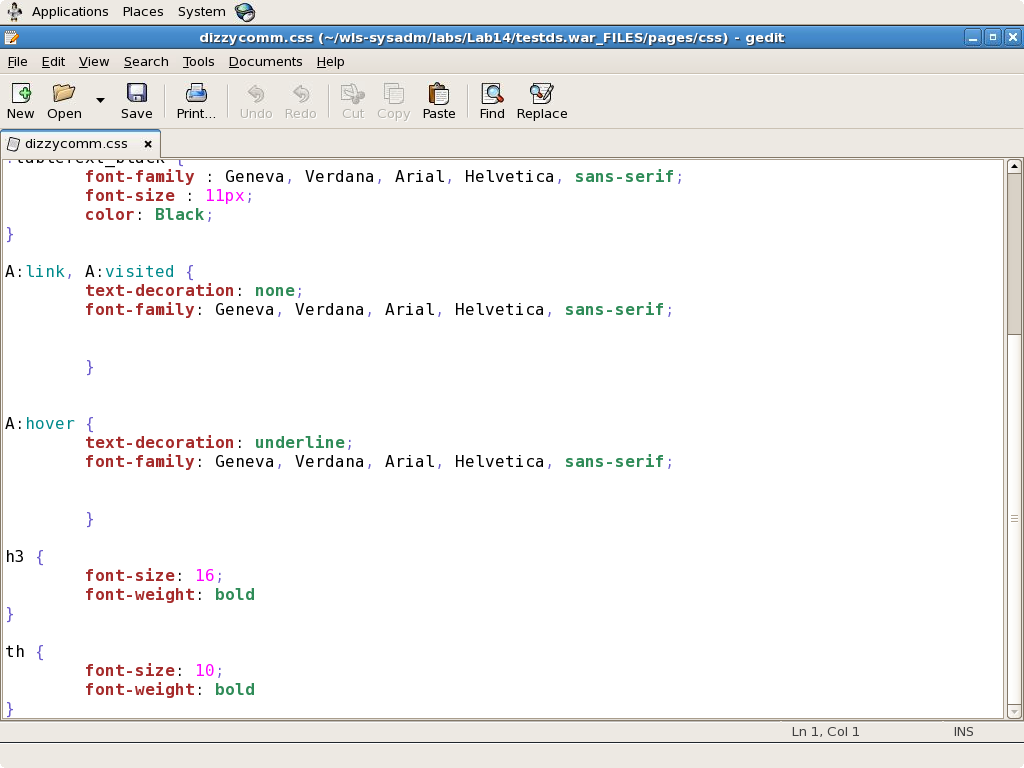 Applications Places System
dizzycomm.css (~/wls-sysadm/labs/Lab14/testds.war_FILES/pages/css) - gedit
File Edit View Search Tools Documents Help
New Open Save Print... Undo Redo Cut Copy Paste Find Replace
dizzycomm.css
.tableText_black {
font-family : Geneva, Verdana, Arial, Helvetica, sans-serif;
font-size : 11px;
color: Black;
}
A:link, A:visited {
text-decoration: none;
font-family: Geneva, Verdana, Arial, Helvetica, sans-serif;
}
A:hover {
text-decoration: underline;
font-family: Geneva, Verdana, Arial, Helvetica, sans-serif;
}
h3 {
font-size: 16;
font-weight: bold
}
th {
font-size: 10;
font-weight: bold
}
Ln 1, Col 1 INS